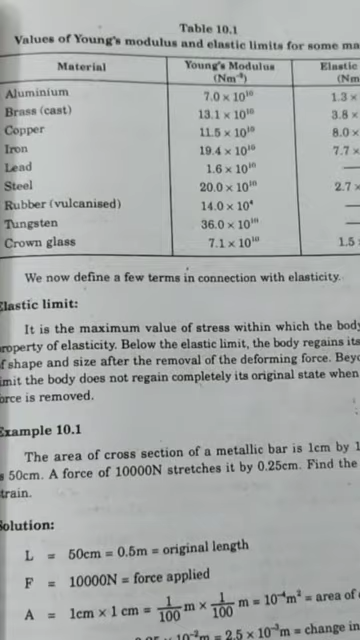 Table 10.1
Values of Young's modulus and elastic limits for some ma
Material Young's Modulus (Nm⁻²) Elastic (Nm
Aluminium 7.0 × 10¹⁰ 1.3 ×
Brass (cast) 13.1 × 10¹⁰ 3.8 ×
Copper 11.5 × 10¹⁰ 8.0 ×
Iron 19.4 × 10¹⁰ 7.7 ×
Lead 1.6 × 10¹⁰ —
Steel 20.0 × 10¹⁰ 2.7 ×
Rubber (vulcanised) 14.0 × 10⁴ —
Tungsten 36.0 × 10¹⁰ —
Crown glass 7.1 × 10¹⁰ 1.5
We now define a few terms in connection with elasticity.
Elastic limit:
It is the maximum value of stress within which the body
property of elasticity. Below the elastic limit, the body regains its
f shape and size after the removal of the deforming force. Beyo
imit the body does not regain completely its original state when
orce is removed.
Example 10.1
The area of cross section of a metallic bar is 1cm by 1
s 50cm. A force of 10000N stretches it by 0.25cm. Find the
train.
Solution:
L = 50cm = 0.5m = original length
F = 10000N = force applied
A = 1cm × 1 cm = 1/100 m × 1/100 m = 10⁻⁴m² = area of
10⁻²m = 2.5 × 10⁻³m = change in